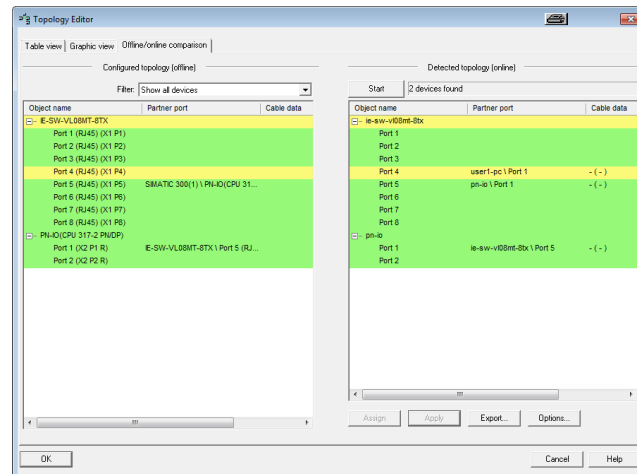 Topology Editor
Table view Graphic view Offline/online comparison
Configured topology (offline)
Filter: Show all devices
Object name Partner port Cable data
IE-SW-VL08MT-8TX
Port 1 (RJ45) (X1 P1)
Port 2 (RJ45) (X1 P2)
Port 3 (RJ45) (X1 P3)
Port 4 (RJ45) (X1 P4)
Port 5 (RJ45) (X1 P5) SIMATIC 300(1) \ PN-IO(CPU 31...
Port 6 (RJ45) (X1 P6)
Port 7 (RJ45) (X1 P7)
Port 8 (RJ45) (X1 P8)
PN-IO(CPU 317-2 PN/DP)
Port 1 (X2 P1 R) IE-SW-VL08MT-8TX \ Port 5 (RJ...
Port 2 (X2 P2 R)
Detected topology (online)
Start 2 devices found
Object name Partner port Cable data
ie-sw-vl08mt-8tx
Port 1
Port 2
Port 3
Port 4 user1-pc \ Port 1 - ( - )
Port 5 pn-io \ Port 1 - ( - )
Port 6
Port 7
Port 8
pn-io
Port 1 ie-sw-vl08mt-8tx \ Port 5 - ( - )
Port 2
Assign Apply Export... Options...
OK Cancel Help